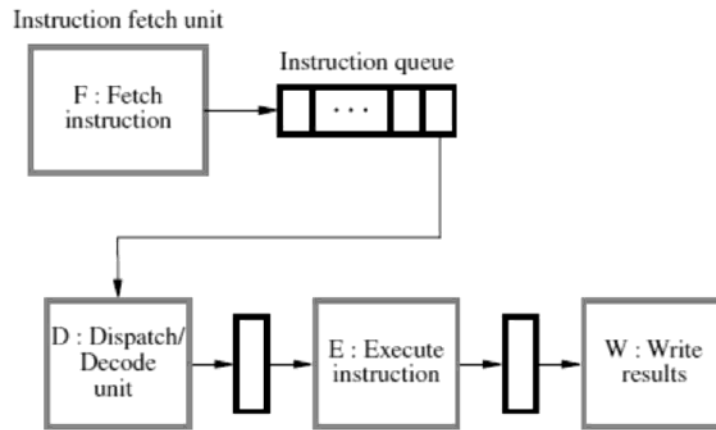 Instruction fetch unit
F : Fetch
instruction
Instruction queue
. . .
D : Dispatch/
Decode
unit
E : Execute
instruction
W : Write
results